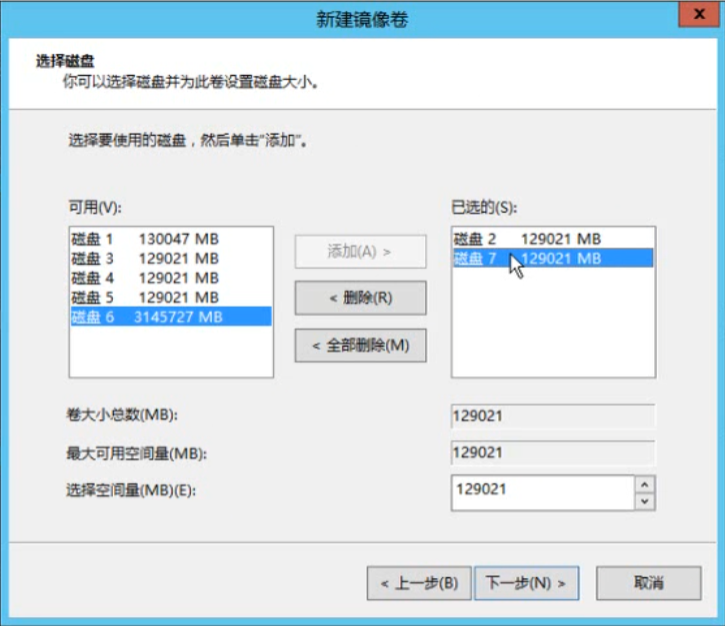 新建镜像卷
x
选择磁盘
你可以选择磁盘并为此卷设置磁盘大小。
选择要使用的磁盘，然后单击“添加”。
可用(V):
磁盘 1 130047 MB
磁盘 3 129021 MB
磁盘 4 129021 MB
磁盘 5 129021 MB
磁盘 6 3145727 MB
添加(A) >
< 删除(R)
< 全部删除(M)
已选的(S):
磁盘 2 129021 MB
磁盘 7 129021 MB
卷大小总数(MB): 129021
最大可用空间量(MB): 129021
选择空间量(MB)(E): 129021
< 上一步(B) 下一步(N) > 取消